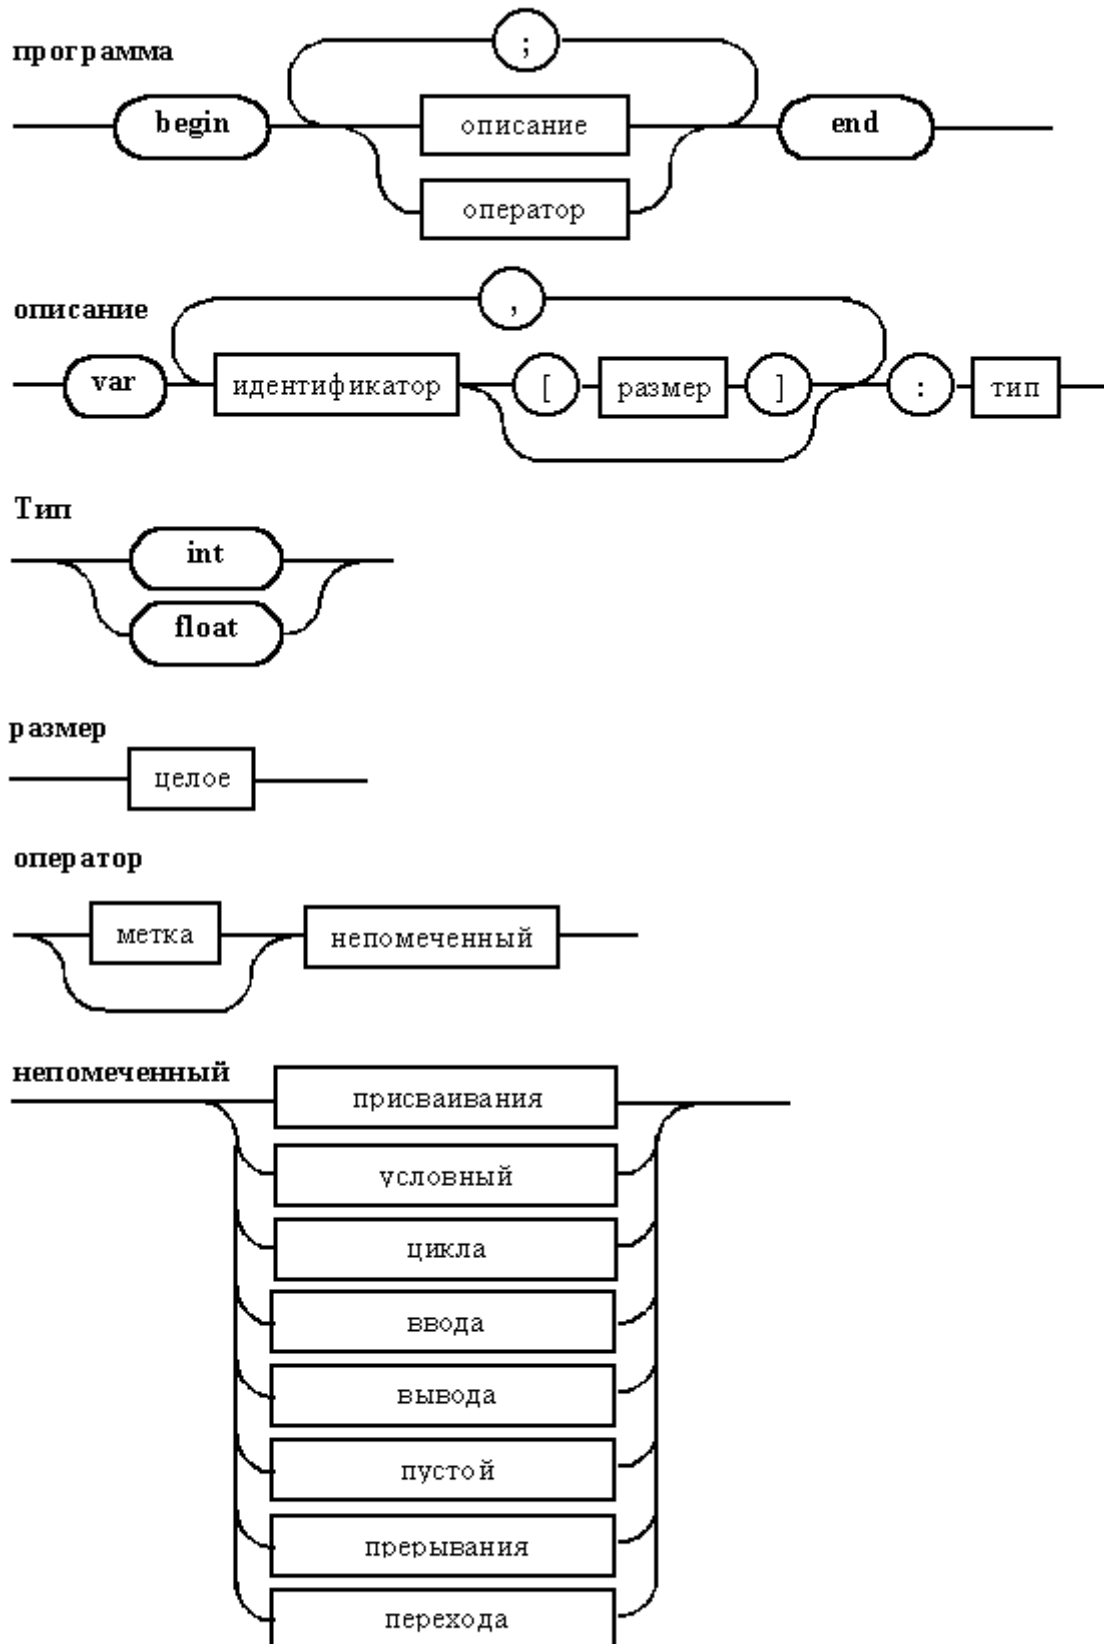 ;
программа
begin
описание
end
оператор
,
описание
var
идентификатор
[
размер
]
:
тип
Тип
int
float
размер
целое
оператор
метка
непомеченный
непомеченный
присваивания
условный
цикла
ввода
вывода
пустой
прерывания
перехода